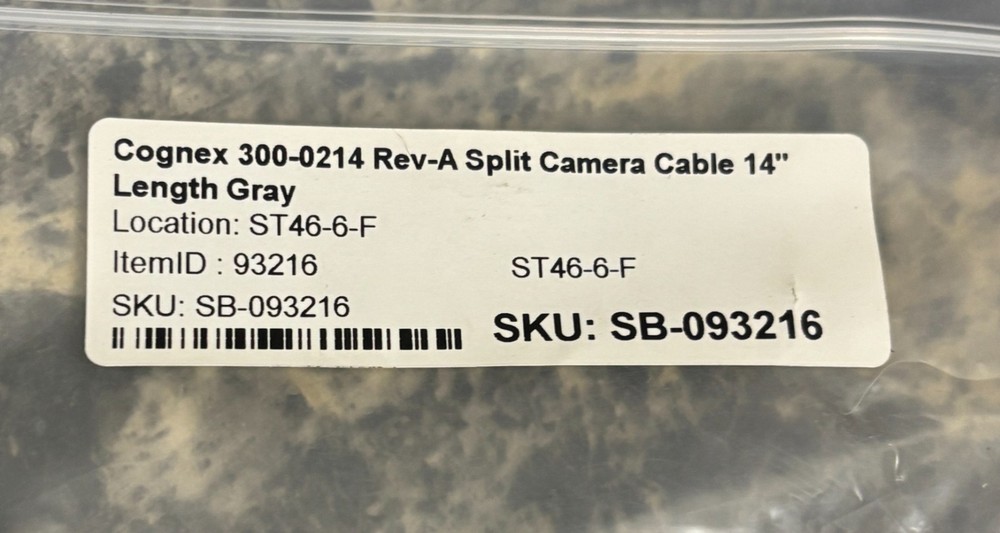 Cognex 300-0214 Rev-A Split Camera Cable 14"
Length Gray
Location: ST46-6-F
ItemID : 93216
ST46-6-F
SKU: SB-093216
SKU: SB-093216